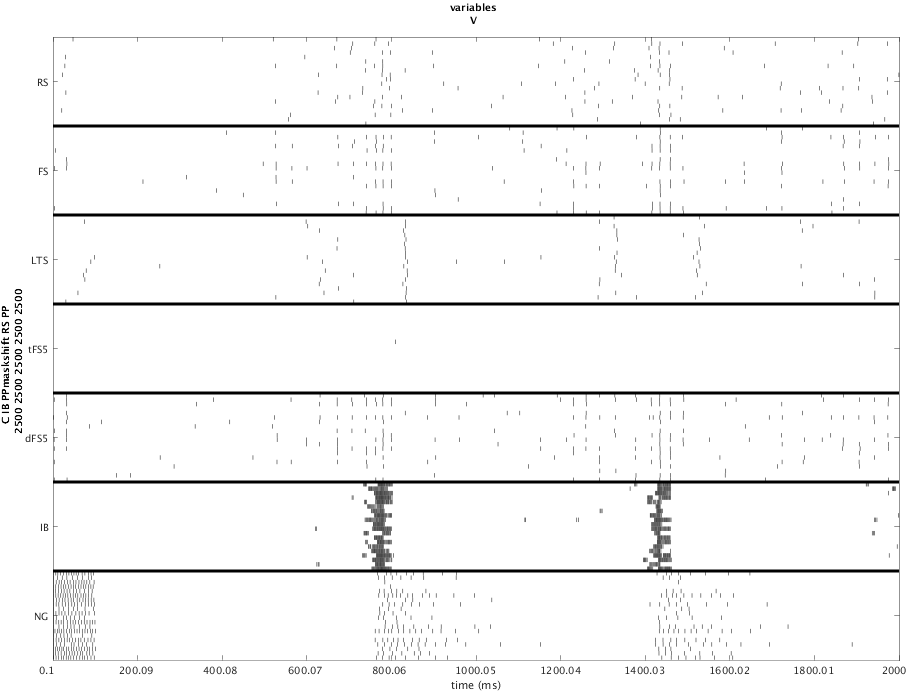 variables
V
RS
FS
LTS
tFS5
dFS5
IB
NG
C IB PPmaskshift RS PP
2500 2500 2500 2500 2500
0.1 200.09 400.08 600.07 800.06 1000.05 1200.04 1400.03 1600.02 1800.01 2000
time (ms)